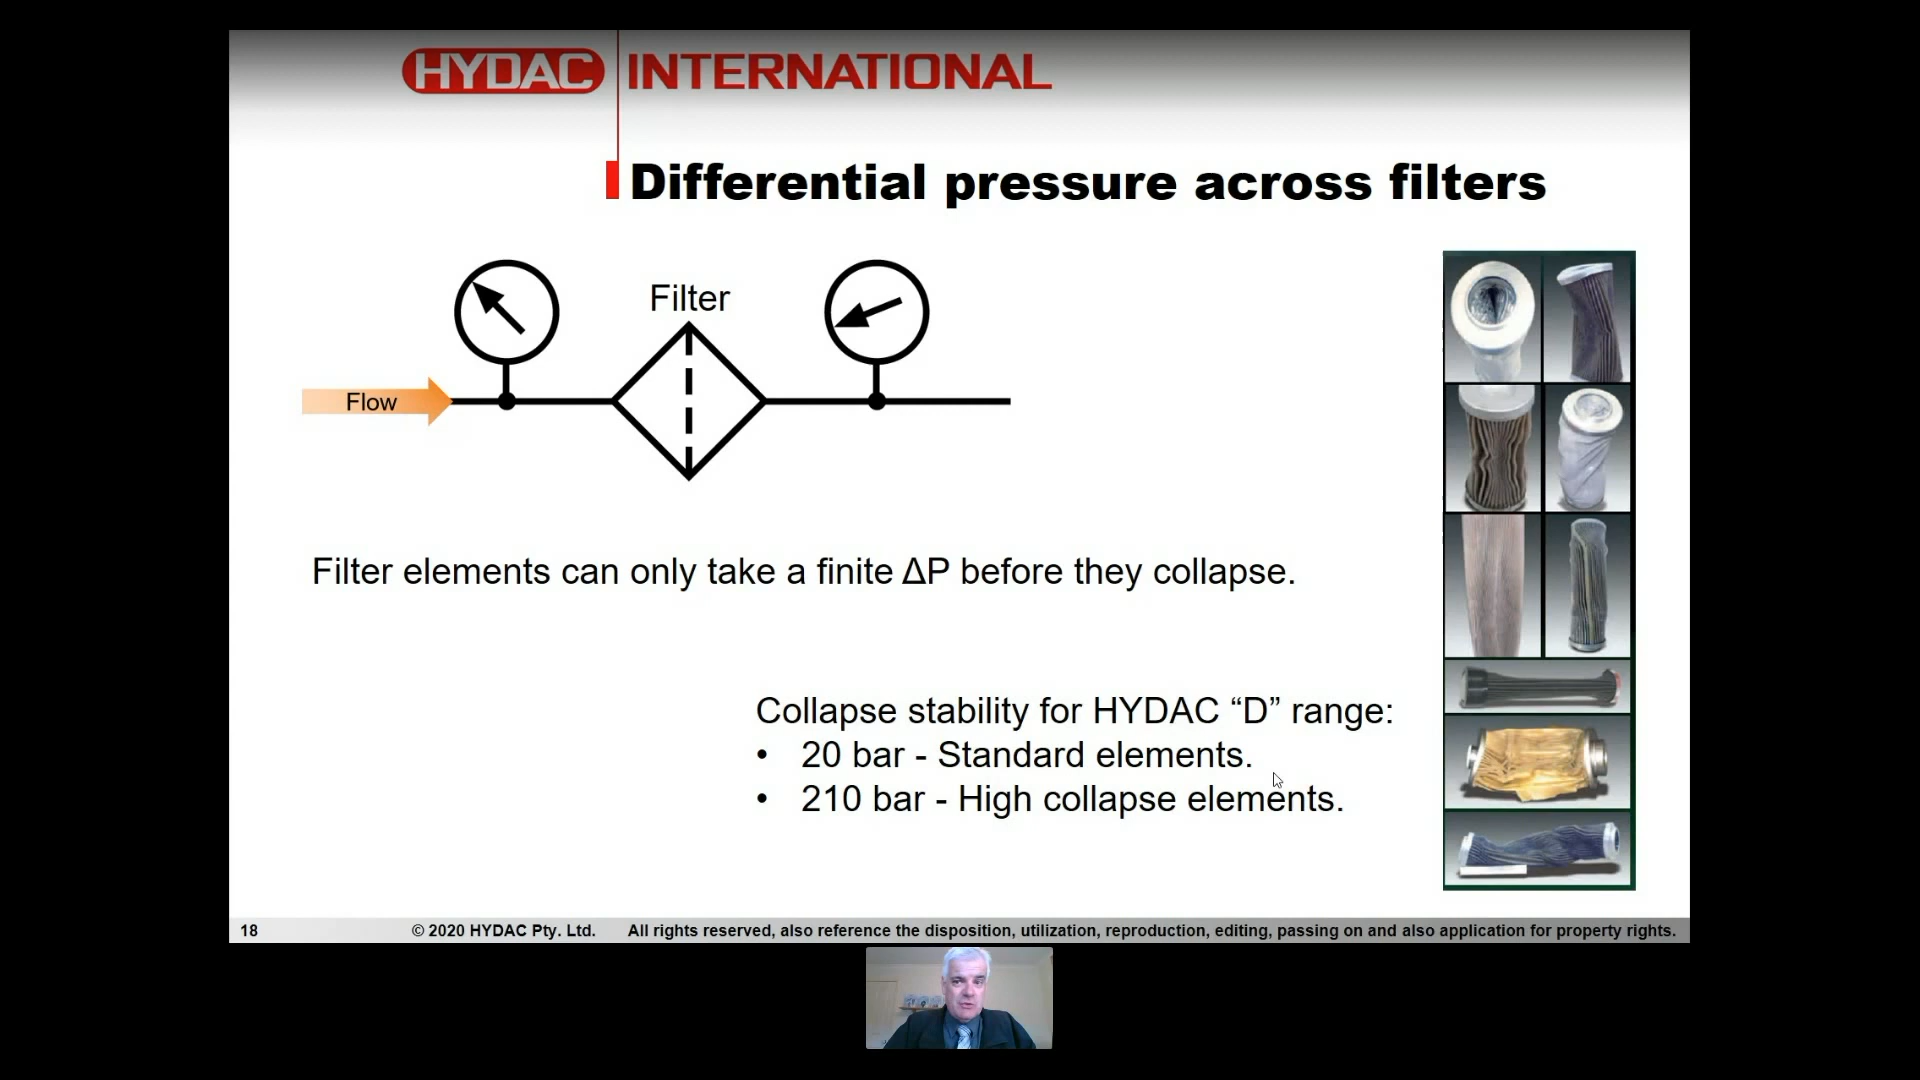 HYDAC INTERNATIONAL
Differential pressure across filters
Filter
Flow
Filter elements can only take a finite ΔP before they collapse.
Collapse stability for HYDAC “D” range:
• 20 bar - Standard elements.
• 210 bar - High collapse elements.
18 © 2020 HYDAC Pty. Ltd. All rights reserved, also reference the disposition, utilization, reproduction, editing, passing on and also application for property rights.